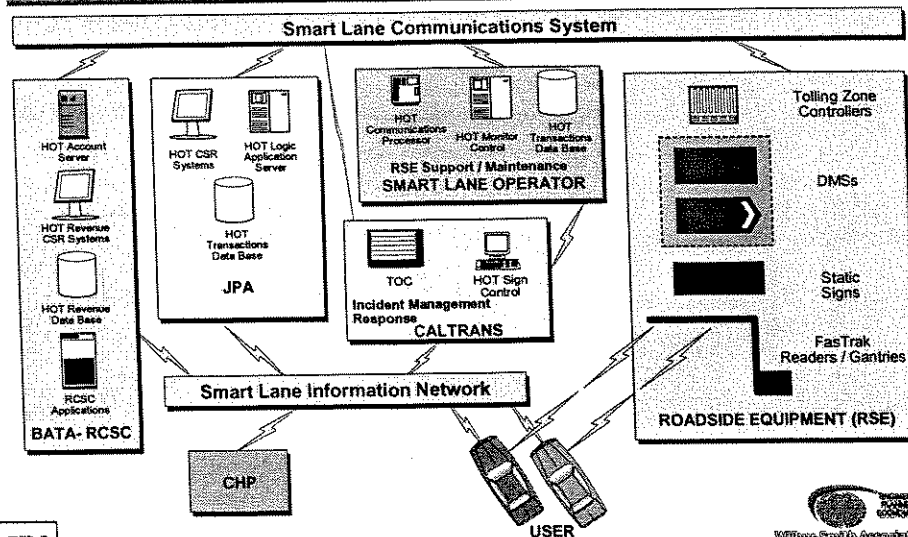 Smart Lane Communications System
HOT Account
Server
HOT Revenue
CSR Systems
HOT Revenue
Data Base
RCSC
Applications
BATA- RCSC
HOT CSR
Systems
HOT Logic
Application
Server
HOT
Transactions
Data Base
JPA
HOT
Communications
Processor
HOT Monitor
Control
HOT
Transactions
Data Base
RSE Support / Maintenance
SMART LANE OPERATOR
TOC
HOT Sign
Control
Incident Management
Response
CALTRANS
Tolling Zone
Controllers
DMSs
Static
Signs
FasTrak
Readers / Gantries
ROADSIDE EQUIPMENT (RSE)
Smart Lane Information Network
CHP
USER
Wilbur Smith Associates